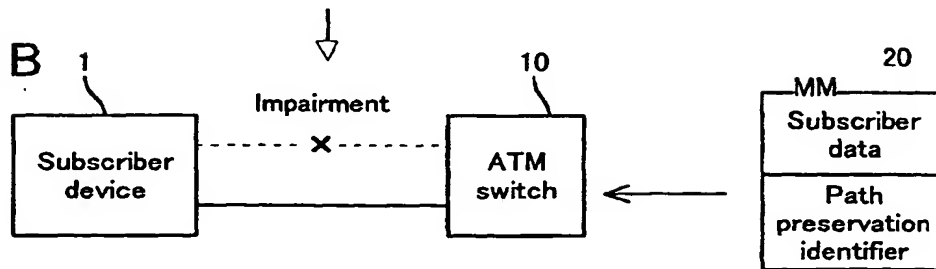 B
1
10
20
Impairment
MM
Subscriber
device
ATM
switch
Subscriber
data
Path
preservation
identifier